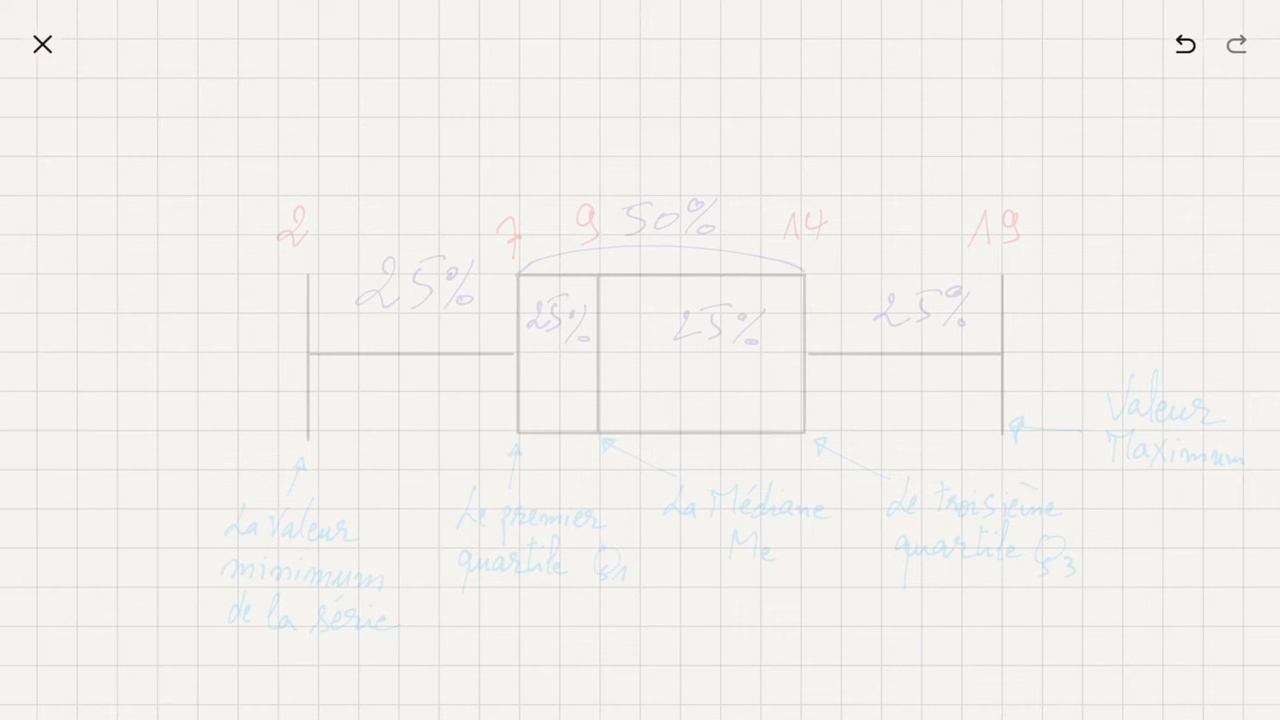 2 7 9 50% 14 19
25% 25% 25% 25%
Valeur
Maximum
La Valeur
minimum
de la série
Le premier
quartile Q1
La Médiane
Me
Le troisième
quartile Q3